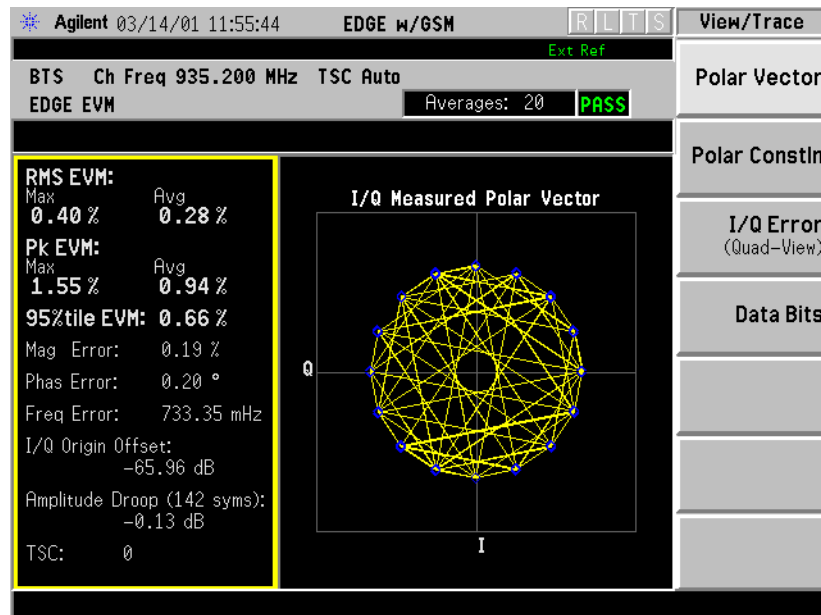 Agilent 03/14/01 11:55:44 EDGE w/GSM R L T S View/Trace
Ext Ref
BTS Ch Freq 935.200 MHz TSC Auto
EDGE EVM Averages: 20 PASS
RMS EVM:
Max Avg
0.40 % 0.28 %
Pk EVM:
Max Avg
1.55 % 0.94 %
95%tile EVM: 0.66 %
Mag Error: 0.19 %
Phas Error: 0.20 °
Freq Error: 733.35 mHz
I/Q Origin Offset:
-65.96 dB
Amplitude Droop (142 syms):
-0.13 dB
TSC: 0
I/Q Measured Polar Vector
Q
I
Polar Vector
Polar Constln
I/Q Error
(Quad-View)
Data Bits